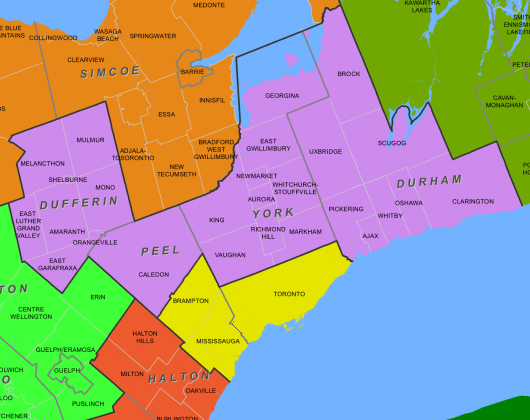 MEDONTE
KAWARTHA
LAKES
E BLUE
UNTAINS
COLLINGWOOD
WASAGA
BEACH
SPRINGWATER
CLEARVIEW
SIMCOE
BARRIE
BROCK
INNISFIL
GEORGINA
CAVAN-
MONAGHAN
ESSA
MULMUR
BRADFORD
WEST
GWILLIMBURY
EAST
GWILLIMBURY
SCUGOG
ADJALA-
TOSORONTIO
UXBRIDGE
MELANCTHON
NEW
TECUMSETH
NEWMARKET
SHELBURNE
MONO
WHITCHURCH-
STOUFFVILLE
DURHAM
DUFFERIN
AURORA
CLARINGTON
OSHAWA
EAST
LUTHER
GRAND
VALLEY
KING
YORK
PICKERING
WHITBY
AMARANTH
RICHMOND
HILL
MARKHAM
AJAX
ORANGEVILLE
PEEL
VAUGHAN
EAST
GARAFRAXA
CALEDON
TON
ERIN
BRAMPTON
TORONTO
CENTRE
WELLINGTON
HALTON
HILLS
MISSISSAUGA
GUELPH/ERAMOSA
GUELPH
OLWICH
MILTON
HALTON
O
OAKVILLE
LOO
PUSLINCH
TCHENER
BURLINGTON